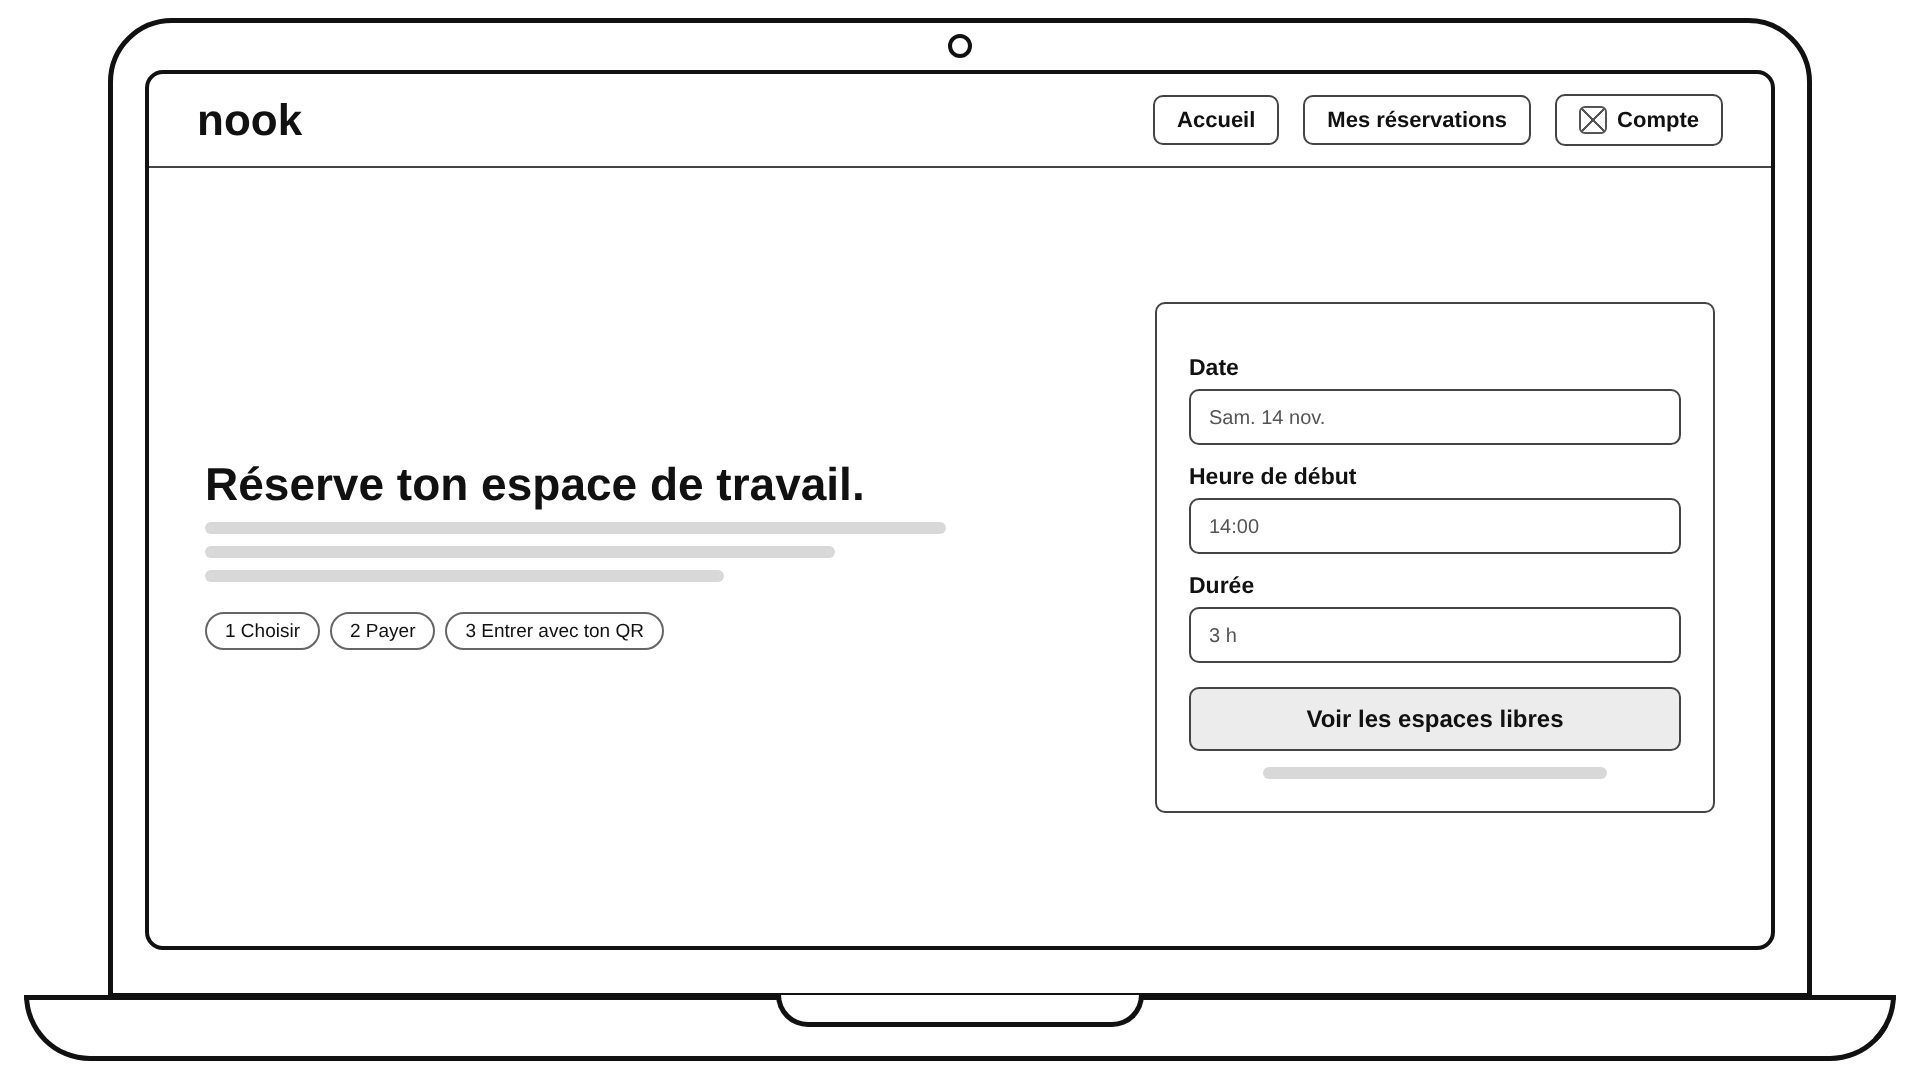 nook
Accueil
Mes réservations
Compte
Réserve ton espace de travail.
1 Choisir
2 Payer
3 Entrer avec ton QR
Date
Sam. 14 nov.
Heure de début
14:00
Durée
3 h
Voir les espaces libres